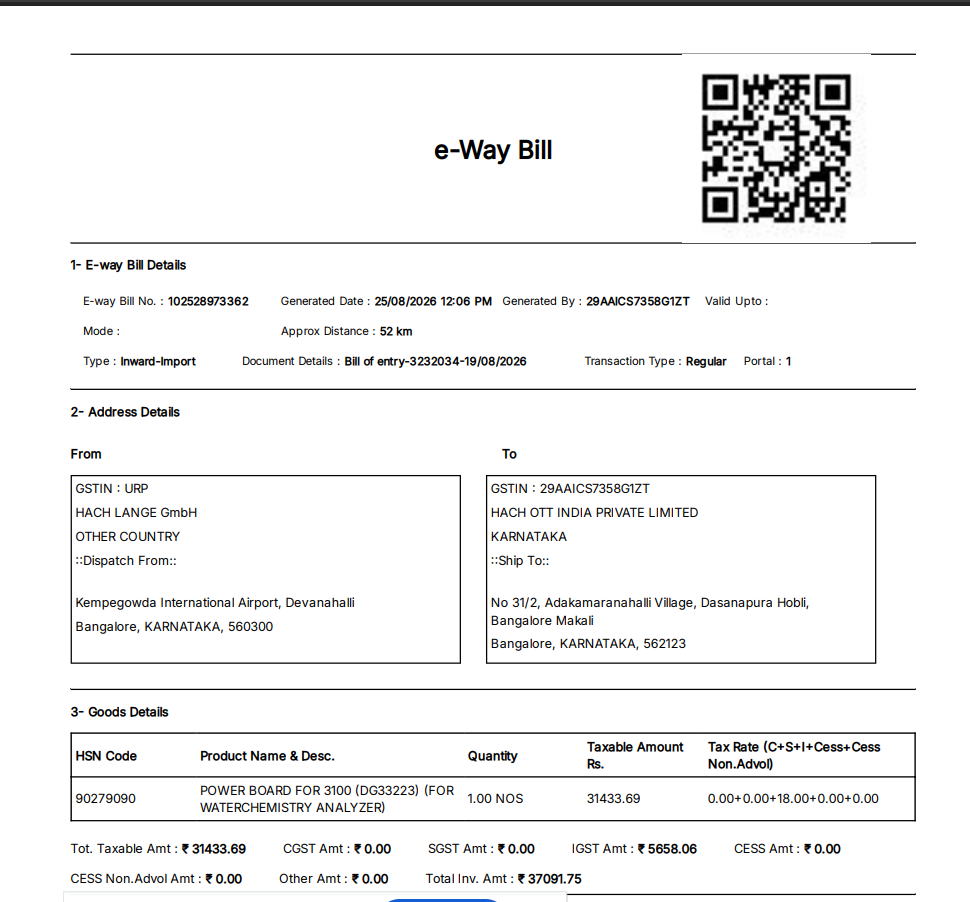 e-Way Bill
1- E-way Bill Details
E-way Bill No. : 102528973362 Generated Date : 25/08/2026 12:06 PM Generated By : 29AAICS7358G1ZT Valid Upto :
Mode : Approx Distance : 52 km
Type : Inward-Import Document Details : Bill of entry-3232034-19/08/2026 Transaction Type : Regular Portal : 1
2- Address Details
From To
GSTIN : URP
HACH LANGE GmbH
OTHER COUNTRY
::Dispatch From::
Kempegowda International Airport, Devanahalli
Bangalore, KARNATAKA, 560300
GSTIN : 29AAICS7358G1ZT
HACH OTT INDIA PRIVATE LIMITED
KARNATAKA
::Ship To::
No 31/2, Adakamaranahalli Village, Dasanapura Hobli,
Bangalore Makali
Bangalore, KARNATAKA, 562123
3- Goods Details
HSN Code Product Name & Desc. Quantity Taxable Amount Rs. Tax Rate (C+S+I+Cess+Cess Non.Advol)
90279090 POWER BOARD FOR 3100 (DG33223) (FOR WATERCHEMISTRY ANALYZER) 1.00 NOS 31433.69 0.00+0.00+18.00+0.00+0.00
Tot. Taxable Amt : ₹ 31433.69 CGST Amt : ₹ 0.00 SGST Amt : ₹ 0.00 IGST Amt : ₹ 5658.06 CESS Amt : ₹ 0.00
CESS Non.Advol Amt : ₹ 0.00 Other Amt : ₹ 0.00 Total Inv. Amt : ₹ 37091.75